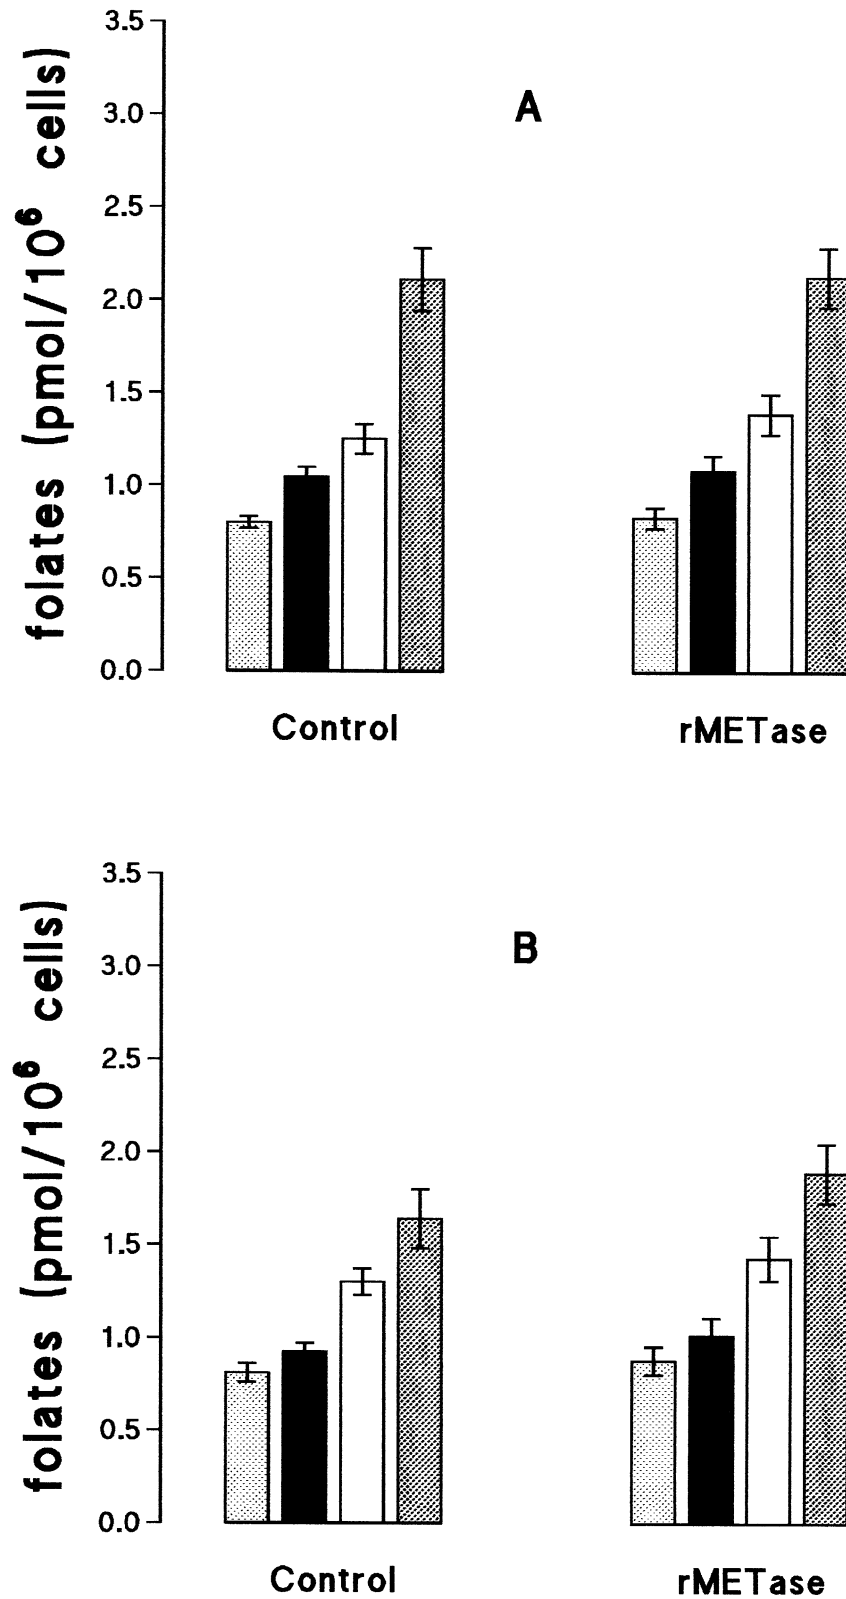 A
folates (pmol/10⁶ cells)
3.5
3.0
2.5
2.0
1.5
1.0
0.5
0.0
Control rMETase
B
folates (pmol/10⁶ cells)
3.5
3.0
2.5
2.0
1.5
1.0
0.5
0.0
Control rMETase